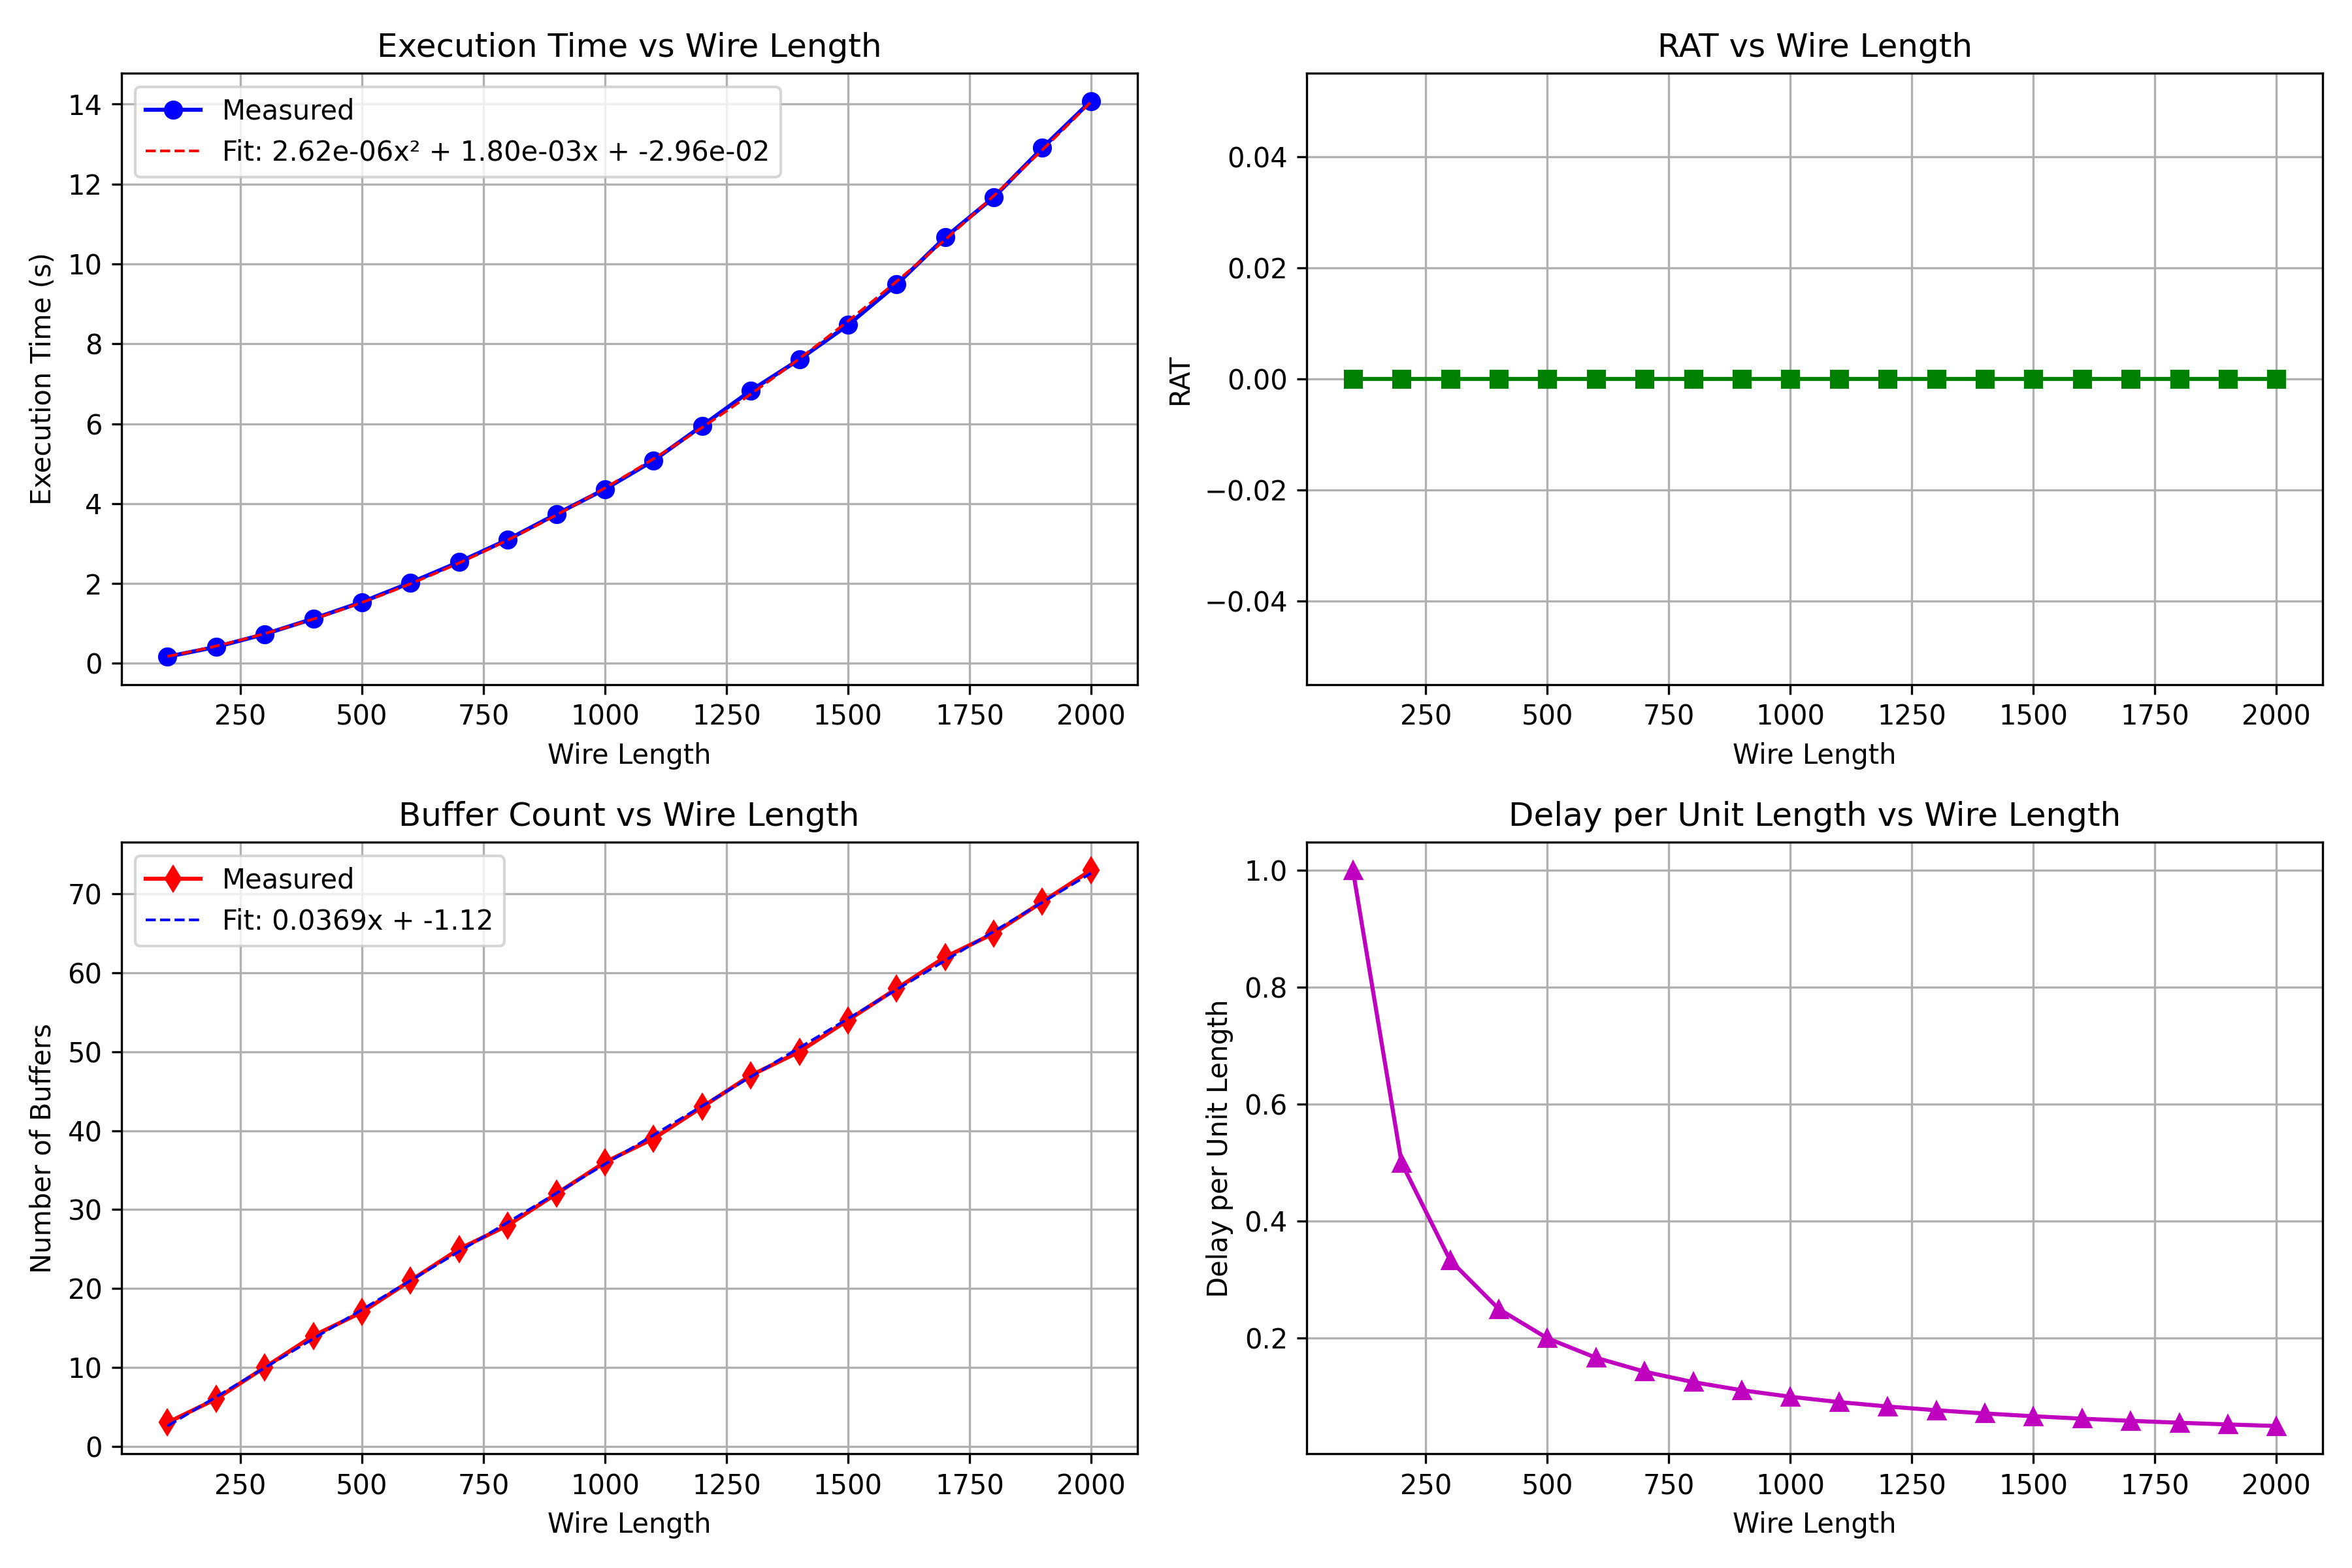 Execution Time vs Wire Length
Measured
Fit: 2.62e-06x² + 1.80e-03x + -2.96e-02
Execution Time (s)
14
12
10
8
6
4
2
0
250 500 750 1000 1250 1500 1750 2000
Wire Length
RAT vs Wire Length
RAT
0.04
0.02
0.00
−0.02
−0.04
250 500 750 1000 1250 1500 1750 2000
Wire Length
Buffer Count vs Wire Length
Measured
Fit: 0.0369x + -1.12
Number of Buffers
70
60
50
40
30
20
10
0
250 500 750 1000 1250 1500 1750 2000
Wire Length
Delay per Unit Length vs Wire Length
Delay per Unit Length
1.0
0.8
0.6
0.4
0.2
250 500 750 1000 1250 1500 1750 2000
Wire Length